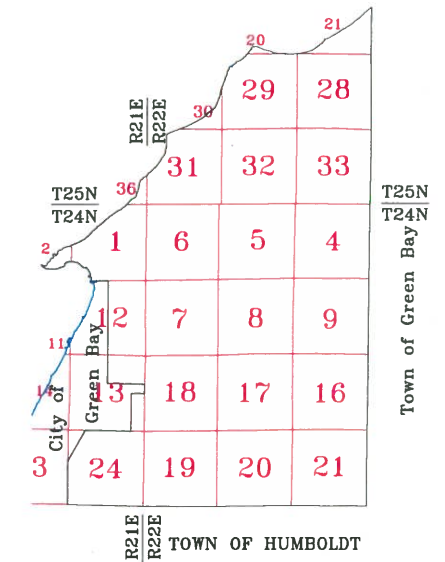 21
20
29 28
30
R21E
R22E
31 32 33
36
T25N
T24N
T25N
T24N
2
1 6 5 4
12 7 8 9
11
14
13 18 17 16
City of
Green Bay
Town of Green Bay
3 24 19 20 21
R21E
R22E
TOWN OF HUMBOLDT